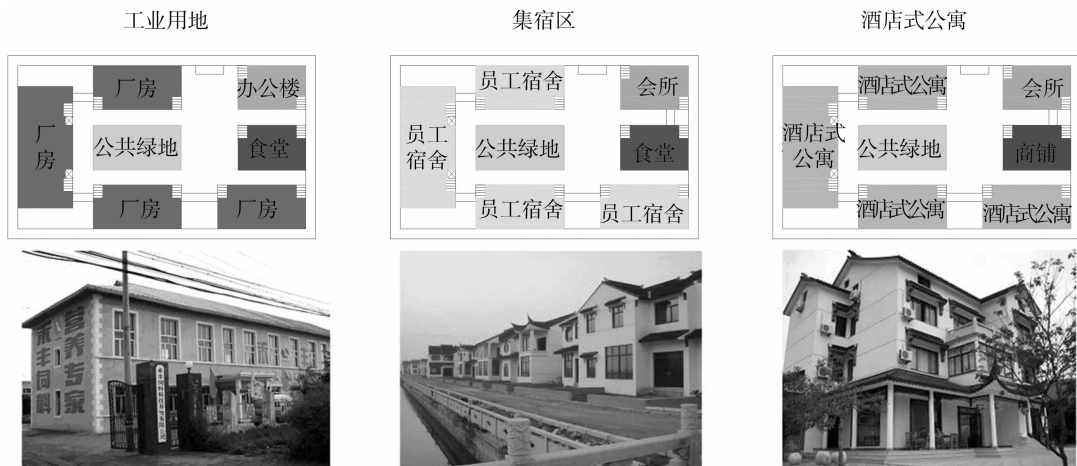 工业用地
集宿区
酒店式公寓
厂房
办公楼
厂
房
公共绿地
食堂
厂房
厂房
员工宿舍
会所
员工
宿舍
公共绿地
食堂
员工宿舍
员工宿舍
酒店式公寓
会所
酒店式
公寓
公共绿地
商铺
酒店式公寓
酒店式公寓
禾丰饲料
营养专家